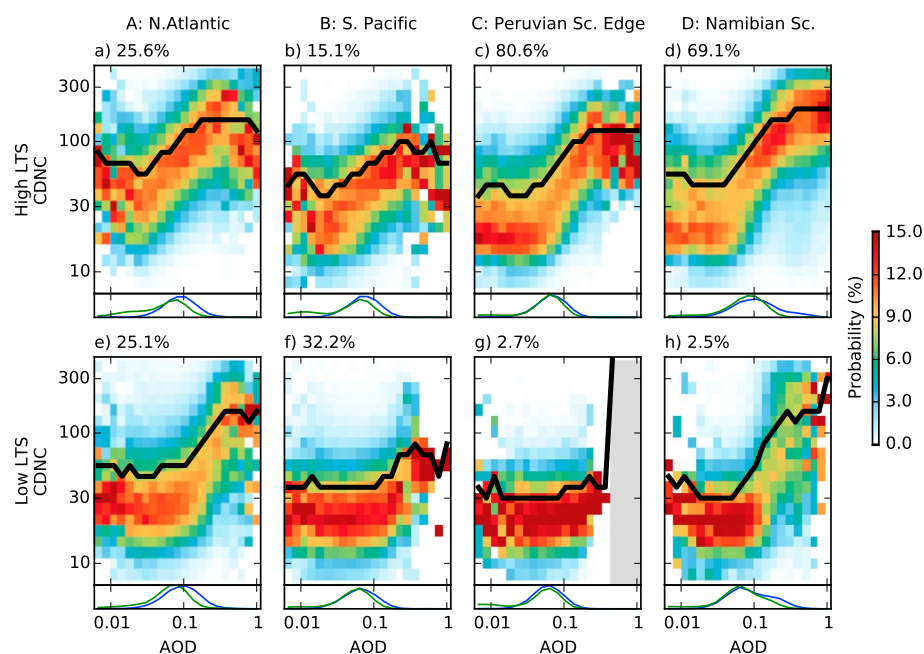 A: N.Atlantic B: S. Pacific C: Peruvian Sc. Edge D: Namibian Sc.
a) 25.6% b) 15.1% c) 80.6% d) 69.1%
300
100
30
10
High LTS
CDNC
e) 25.1% f) 32.2% g) 2.7% h) 2.5%
300
100
30
10
Low LTS
CDNC
0.01 0.1 1 0.01 0.1 1 0.01 0.1 1 0.01 0.1 1
AOD AOD AOD AOD
15.0
12.0
9.0
6.0
3.0
0.0
Probability (%)